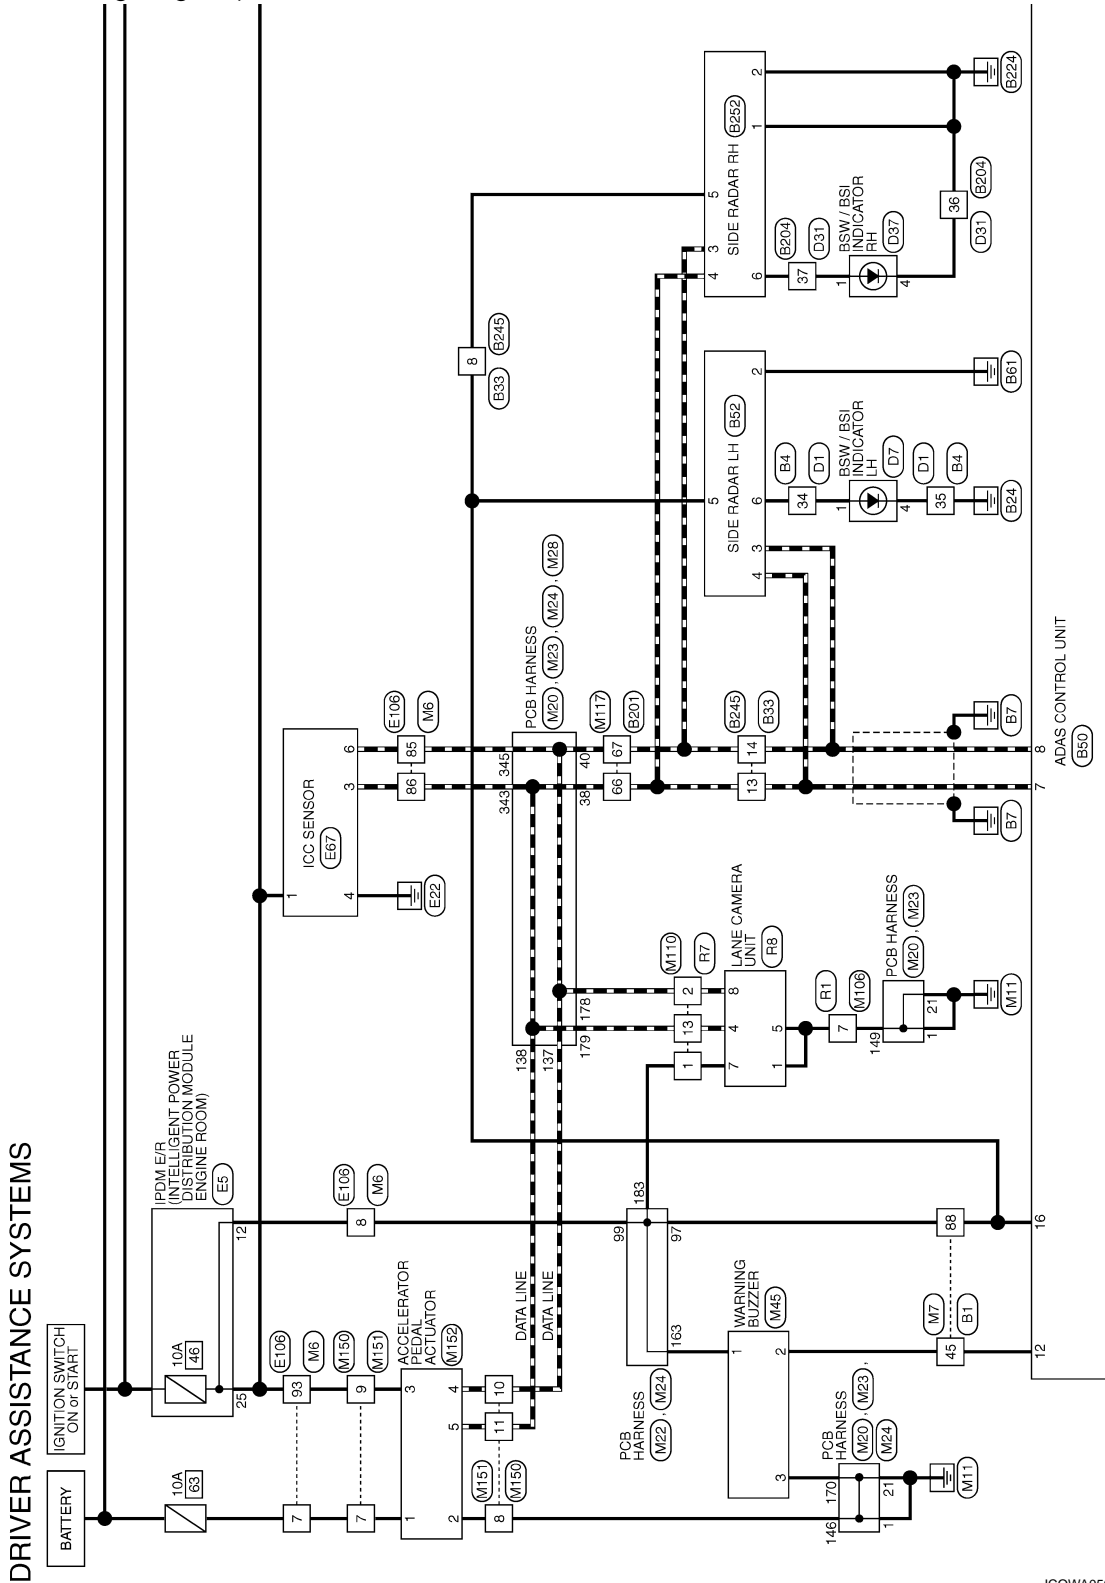 DRIVER ASSISTANCE SYSTEMS
BATTERY
IGNITION SWITCH
ON or START
10A
63
10A
46
IPDM E/R
(INTELLIGENT POWER
DISTRIBUTION MODULE
ENGINE ROOM)
E5
25
12
7
93
E106
M6
7
9
M150
M151
8
E106
M6
ACCELERATOR
PEDAL
ACTUATOR
M152
1
3
2
5
4
8
11
10
M151
M150
DATA LINE
DATA LINE
ICC SENSOR
E67
1
4
3
6
E22
86
85
E106
M6
343
345
PCB HARNESS
M20 , M23 , M24 , M28
138
137
179
178
38
40
66
67
M117
B201
8
B33
B245
13
14
B245
B33
PCB
HARNESS
M22 , M24
99
183
163
97
WARNING
BUZZER
M45
1
2
3
PCB
HARNESS
M20 , M23 ,
M24
146
170
1
21
M11
45
88
M7
B1
1
13
2
M110
R7
LANE CAMERA
UNIT
R8
7
4
8
1
5
7
R1
M106
PCB HARNESS
M20 , M23
149
1
21
M11
SIDE RADAR LH
B52
5
4
3
6
2
34
B4
D1
BSW / BSI
INDICATOR
LH
D7
1
4
35
D1
B4
B24
B61
SIDE RADAR RH
B252
4
3
5
6
1
2
37
B204
D31
BSW / BSI
INDICATOR
RH
D37
1
4
36
D31
B204
B224
B7
B7
12
16
7
8
ADAS CONTROL UNIT
B50